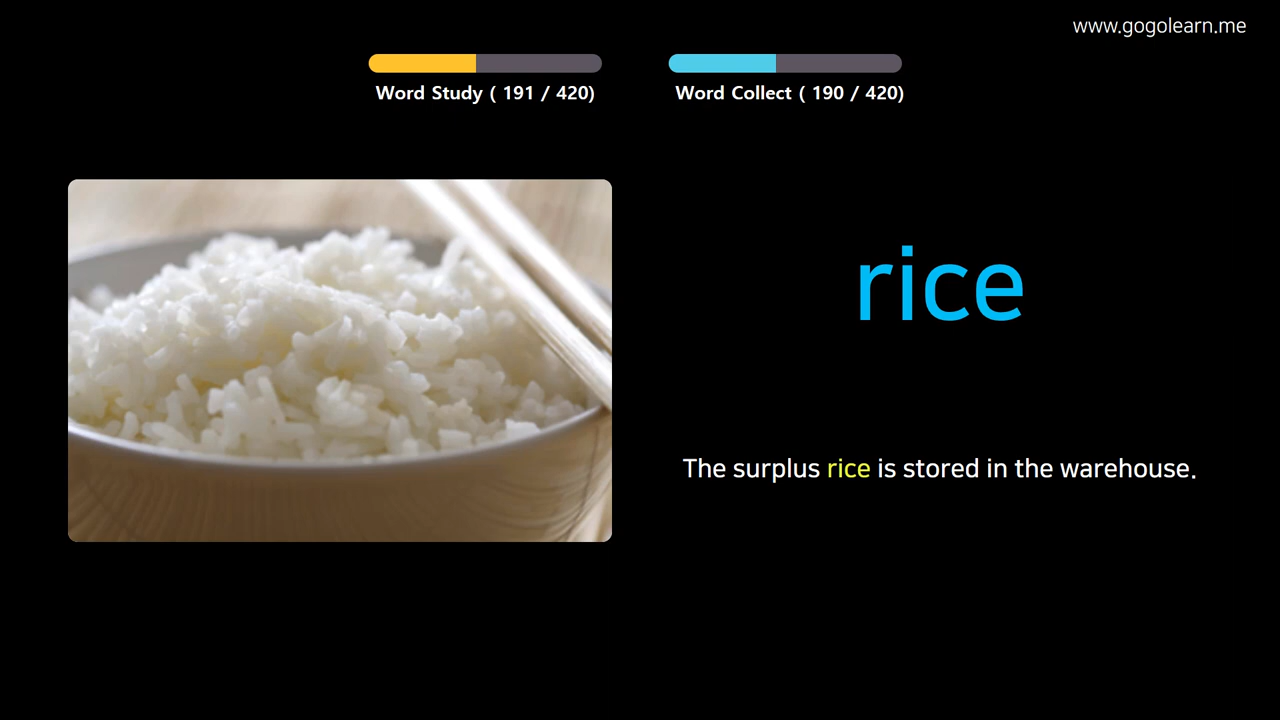 www.gogolearn.me
Word Study ( 191 / 420)
Word Collect ( 190 / 420)
rice
The surplus rice is stored in the warehouse.